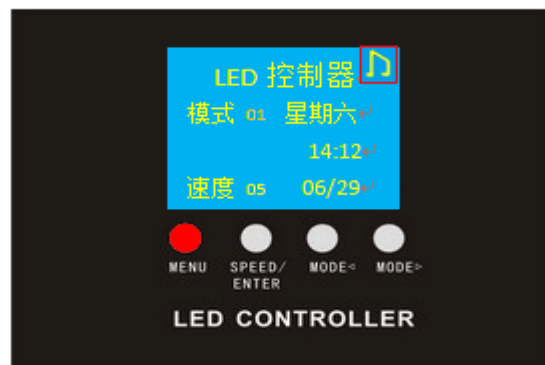 LED 控制器
模式 01 星期六
14:12
速度 05 06/29
MENU SPEED/ENTER MODE◃ MODE▹
LED CONTROLLER